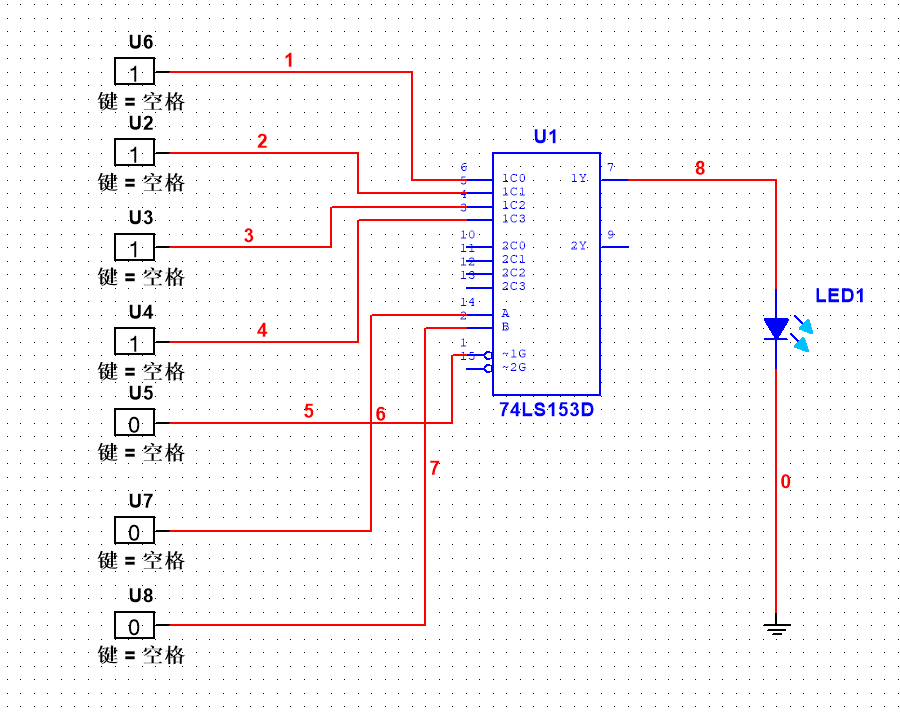 U6
1
1
键 = 空格
U2
1
2
键 = 空格
U3
1
3
键 = 空格
U4
1
4
键 = 空格
U5
0
5
6
键 = 空格
7
U7
0
键 = 空格
U8
0
键 = 空格
U1
6
5
4
3
1C0
1C1
1C2
1C3
10
11
12
13
2C0
2C1
2C2
2C3
14
2
A
B
1
15
~1G
~2G
1Y
7
2Y
9
74LS153D
8
LED1
0